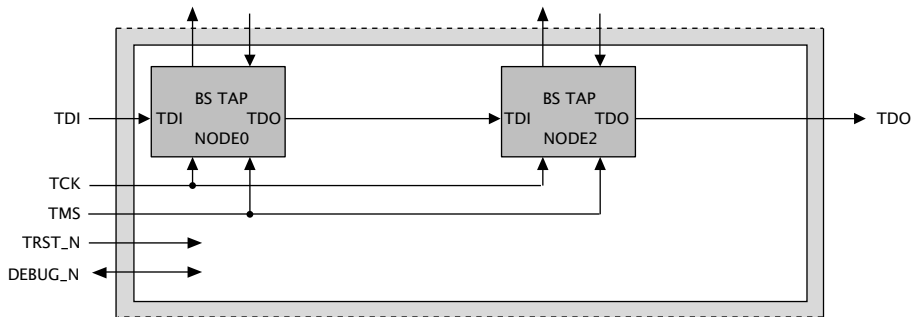 BS TAP
BS TAP
TDI
TDI
TDO
TDI
TDO
TDO
NODE0
NODE2
TCK
TMS
TRST_N
DEBUG_N